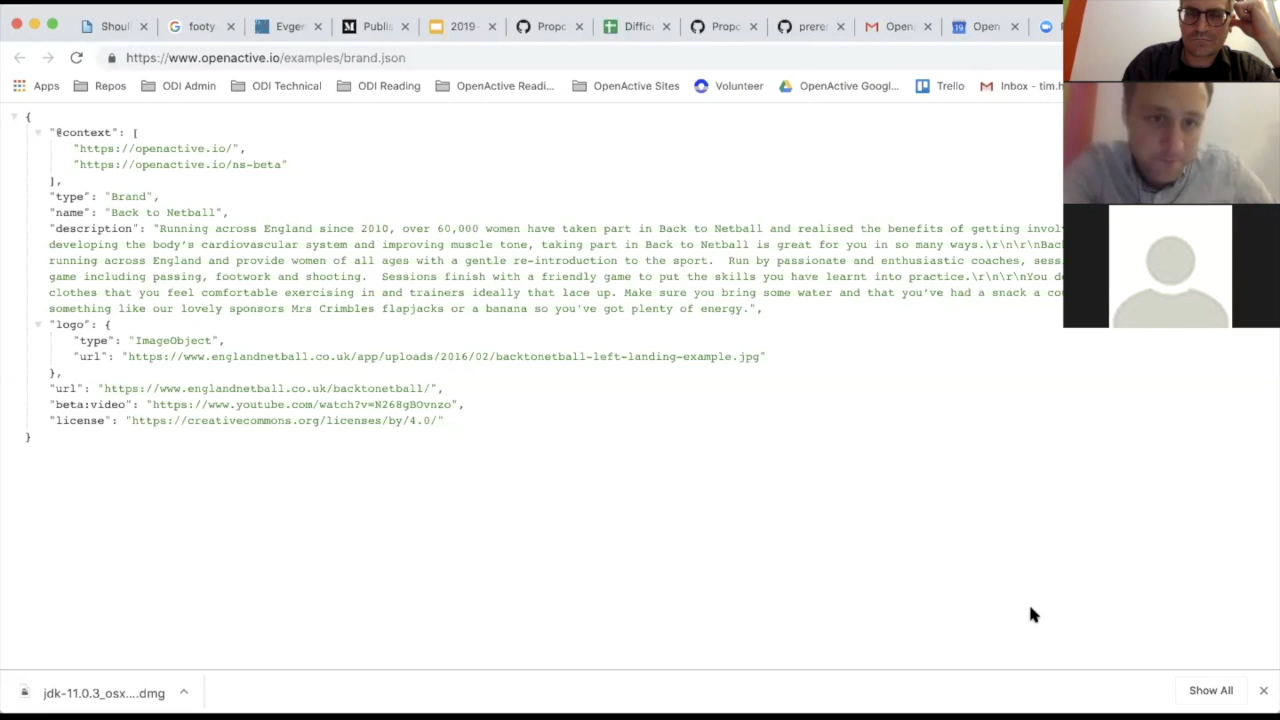 Shoul
footy
Evger
Publis
2019
Propo
Diffic
Propo
prere
Open
Open
https://www.openactive.io/examples/brand.json
Apps Repos ODI Admin ODI Technical ODI Reading OpenActive Readi... OpenActive Sites Volunteer OpenActive Googl... Trello Inbox - tim.h
{
"@context": [
"https://openactive.io/",
"https://openactive.io/ns-beta"
],
"type": "Brand",
"name": "Back to Netball",
"description": "Running across England since 2010, over 60,000 women have taken part in Back to Netball and realised the benefits of getting invol
developing the body's cardiovascular system and improving muscle tone, taking part in Back to Netball is great for you in so many ways.\r\n\r\nBac
running across England and provide women of all ages with a gentle re-introduction to the sport.  Run by passionate and enthusiastic coaches, sess
game including passing, footwork and shooting.  Sessions finish with a friendly game to put the skills you have learnt into practice.\r\n\r\nYou do
clothes that you feel comfortable exercising in and trainers ideally that lace up. Make sure you bring some water and that you've had a snack a co
something like our lovely sponsors Mrs Crimbles flapjacks or a banana so you've got plenty of energy.",
"logo": {
"type": "ImageObject",
"url": "https://www.englandnetball.co.uk/app/uploads/2016/02/backtonetball-left-landing-example.jpg"
},
"url": "https://www.englandnetball.co.uk/backtonetball/",
"beta:video": "https://www.youtube.com/watch?v=N268gBOvnzo",
"license": "https://creativecommons.org/licenses/by/4.0/"
}
jdk-11.0.3_osx....dmg
Show All